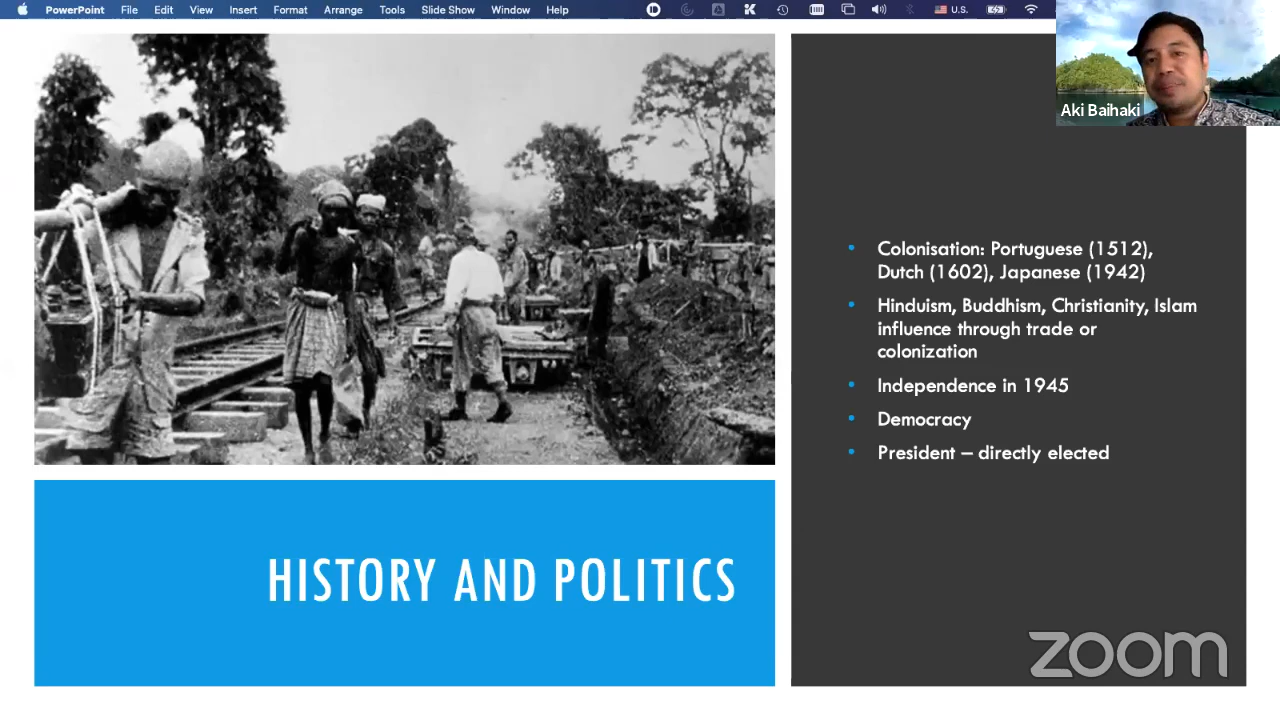 PowerPoint File Edit View Insert Format Arrange Tools Slide Show Window Help U.S.
Aki Baihaki
• Colonisation: Portuguese (1512),
Dutch (1602), Japanese (1942)
• Hinduism, Buddhism, Christianity, Islam
influence through trade or
colonization
• Independence in 1945
• Democracy
• President – directly elected
HISTORY AND POLITICS
zoom